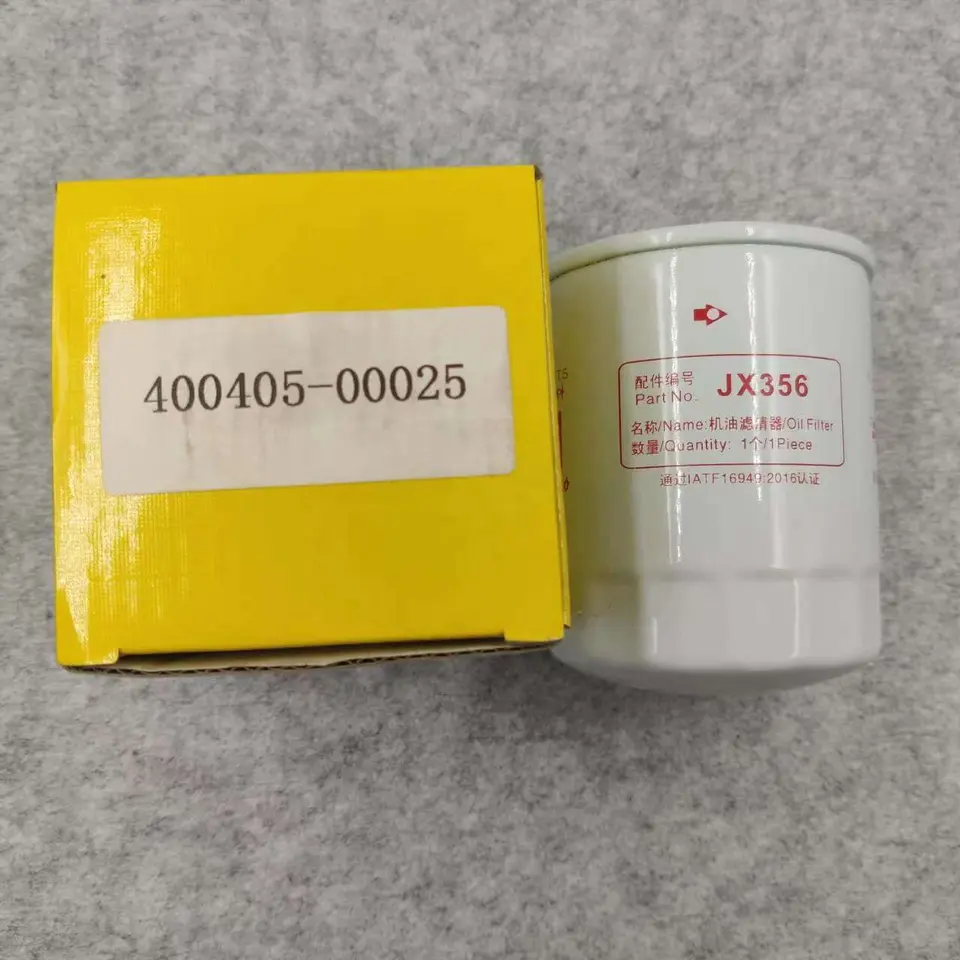 400405-00025
配件编号
Part No. JX356
名称/Name:机油滤清器/Oil Filter
数量/Quantity: 1个/1Piece
通过IATF16949:2016认证